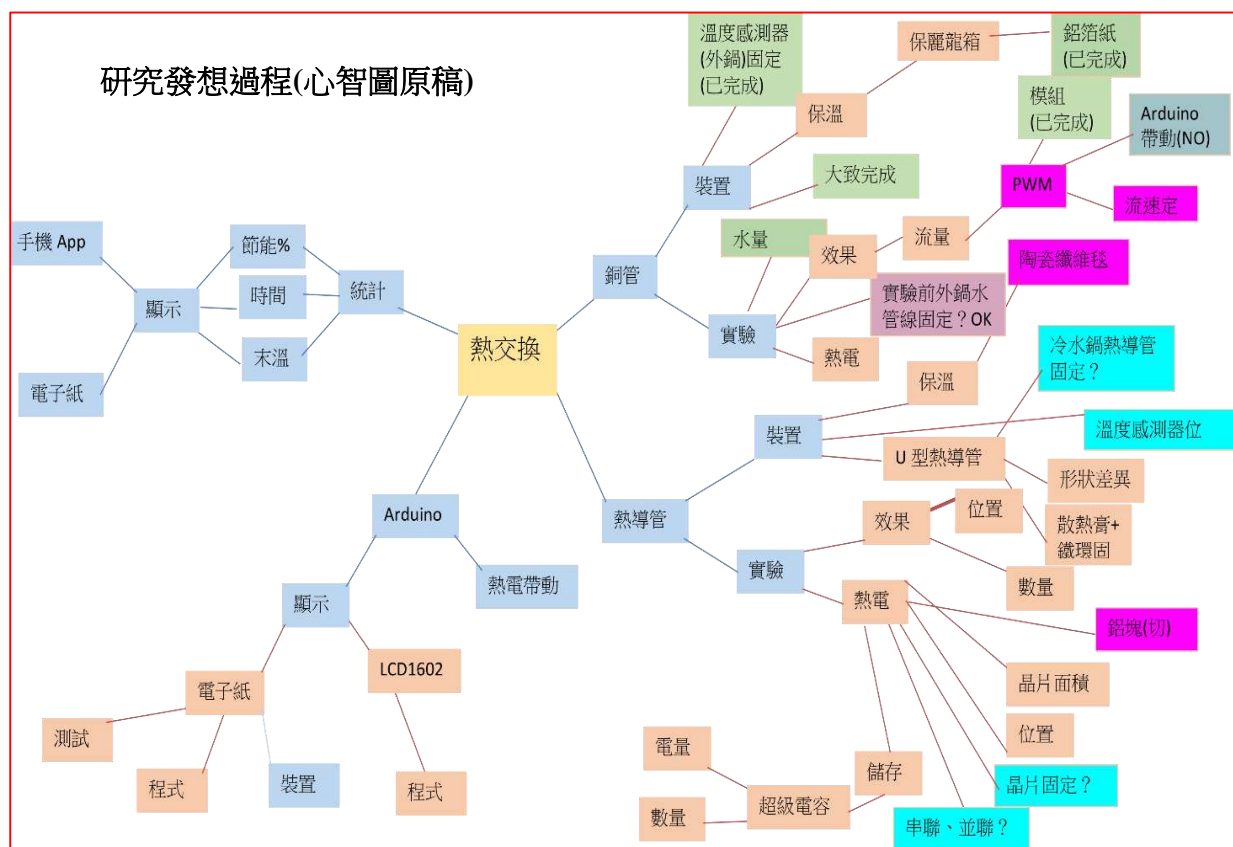 研究發想過程(心智圖原稿)
溫度感測器
(外鍋)固定
(已完成)
保麗龍箱
鋁箔紙
(已完成)
保溫
模組
(已完成)
Arduino
帶動(NO)
裝置
大致完成
PWM
流速定
手機 App
節能%
水量
效果
流量
陶瓷纖維毯
顯示
時間
統計
銅管
實驗前外鍋水
管線固定？OK
末溫
熱交換
實驗
熱電
冷水鍋熱導管
固定？
電子紙
保溫
裝置
溫度感測器位
U 型熱導管
形狀差異
Arduino
熱導管
效果
位置
散熱膏+
鐵環固
熱電帶動
實驗
數量
顯示
熱電
鋁塊(切)
電子紙
LCD1602
晶片面積
測試
位置
電量
程式
裝置
程式
儲存
晶片固定？
數量
超級電容
串聯、並聯？